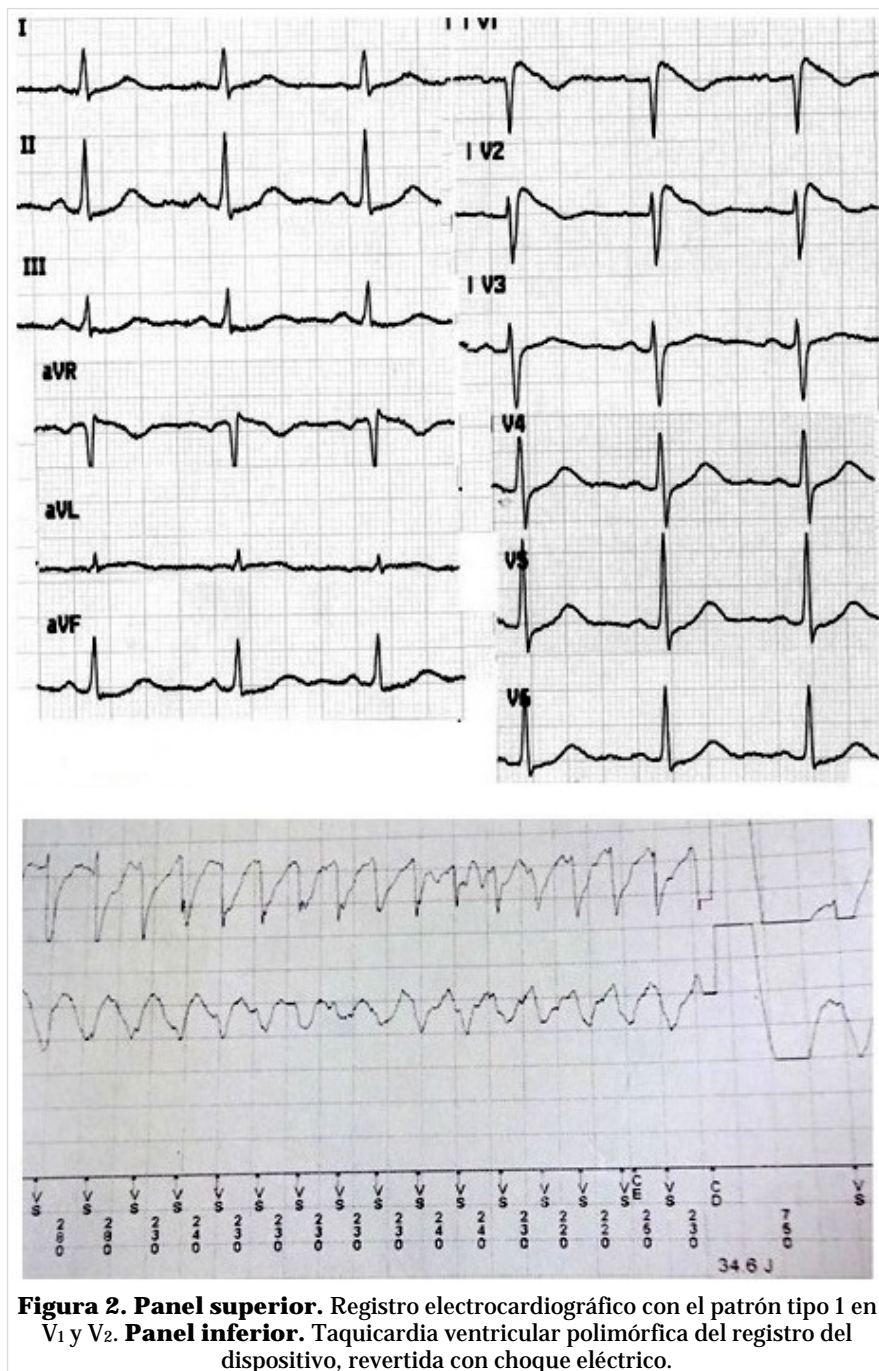 I
II
III
aVR
aVL
aVF
V1
V2
V3
V4
V5
V6
VS VS VS VS VS VS VS VS VS VS VS VS VS VS VS CE VS CD VS
280 280 230 240 230 230 230 230 240 240 230 220 220 260 230 750
34.6 J
Figura 2. Panel superior. Registro electrocardiográfico con el patrón tipo 1 en
V1 y V2. Panel inferior. Taquicardia ventricular polimórfica del registro del
dispositivo, revertida con choque eléctrico.